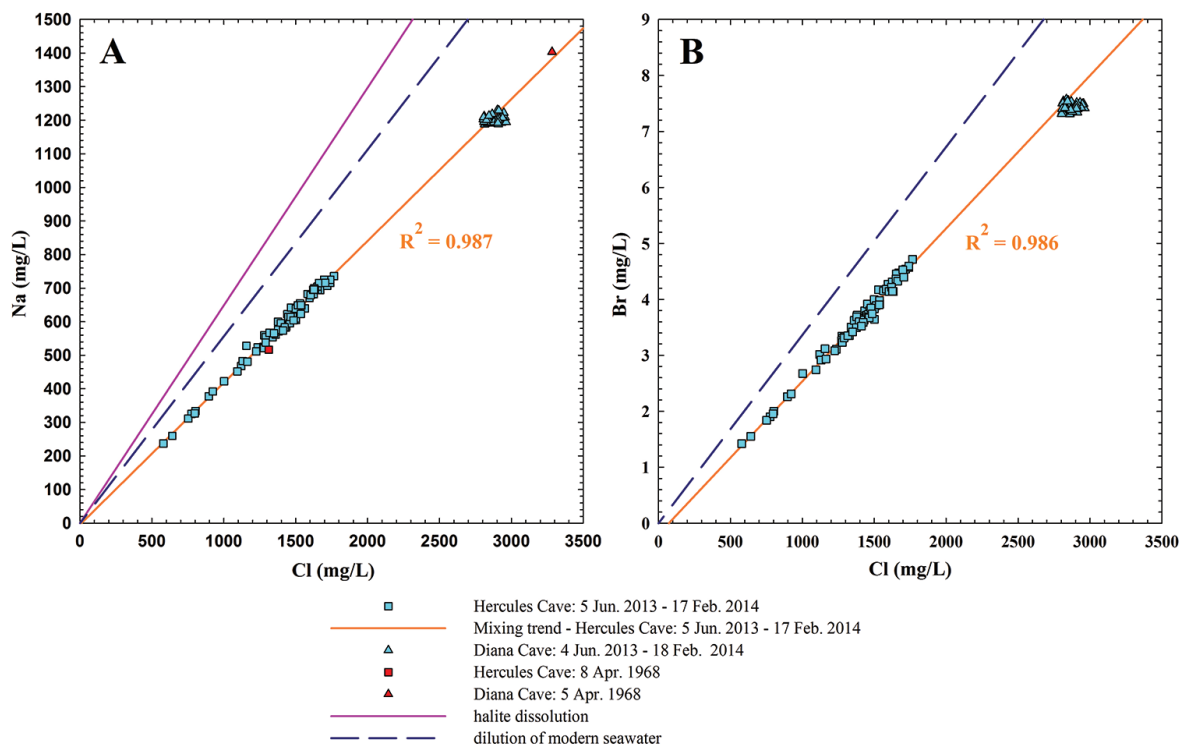 A
Na (mg/L)
1500
1400
1300
1200
1100
1000
900
800
700
600
500
400
300
200
100
0
R2 = 0.987
0 500 1000 1500 2000 2500 3000 3500
Cl (mg/L)
B
Br (mg/L)
9
8
7
6
5
4
3
2
1
0
R2 = 0.986
0 500 1000 1500 2000 2500 3000 3500
Cl (mg/L)
Hercules Cave: 5 Jun. 2013 - 17 Feb. 2014
Mixing trend - Hercules Cave: 5 Jun. 2013 - 17 Feb. 2014
Diana Cave: 4 Jun. 2013 - 18 Feb. 2014
Hercules Cave: 8 Apr. 1968
Diana Cave: 5 Apr. 1968
halite dissolution
dilution of modern seawater